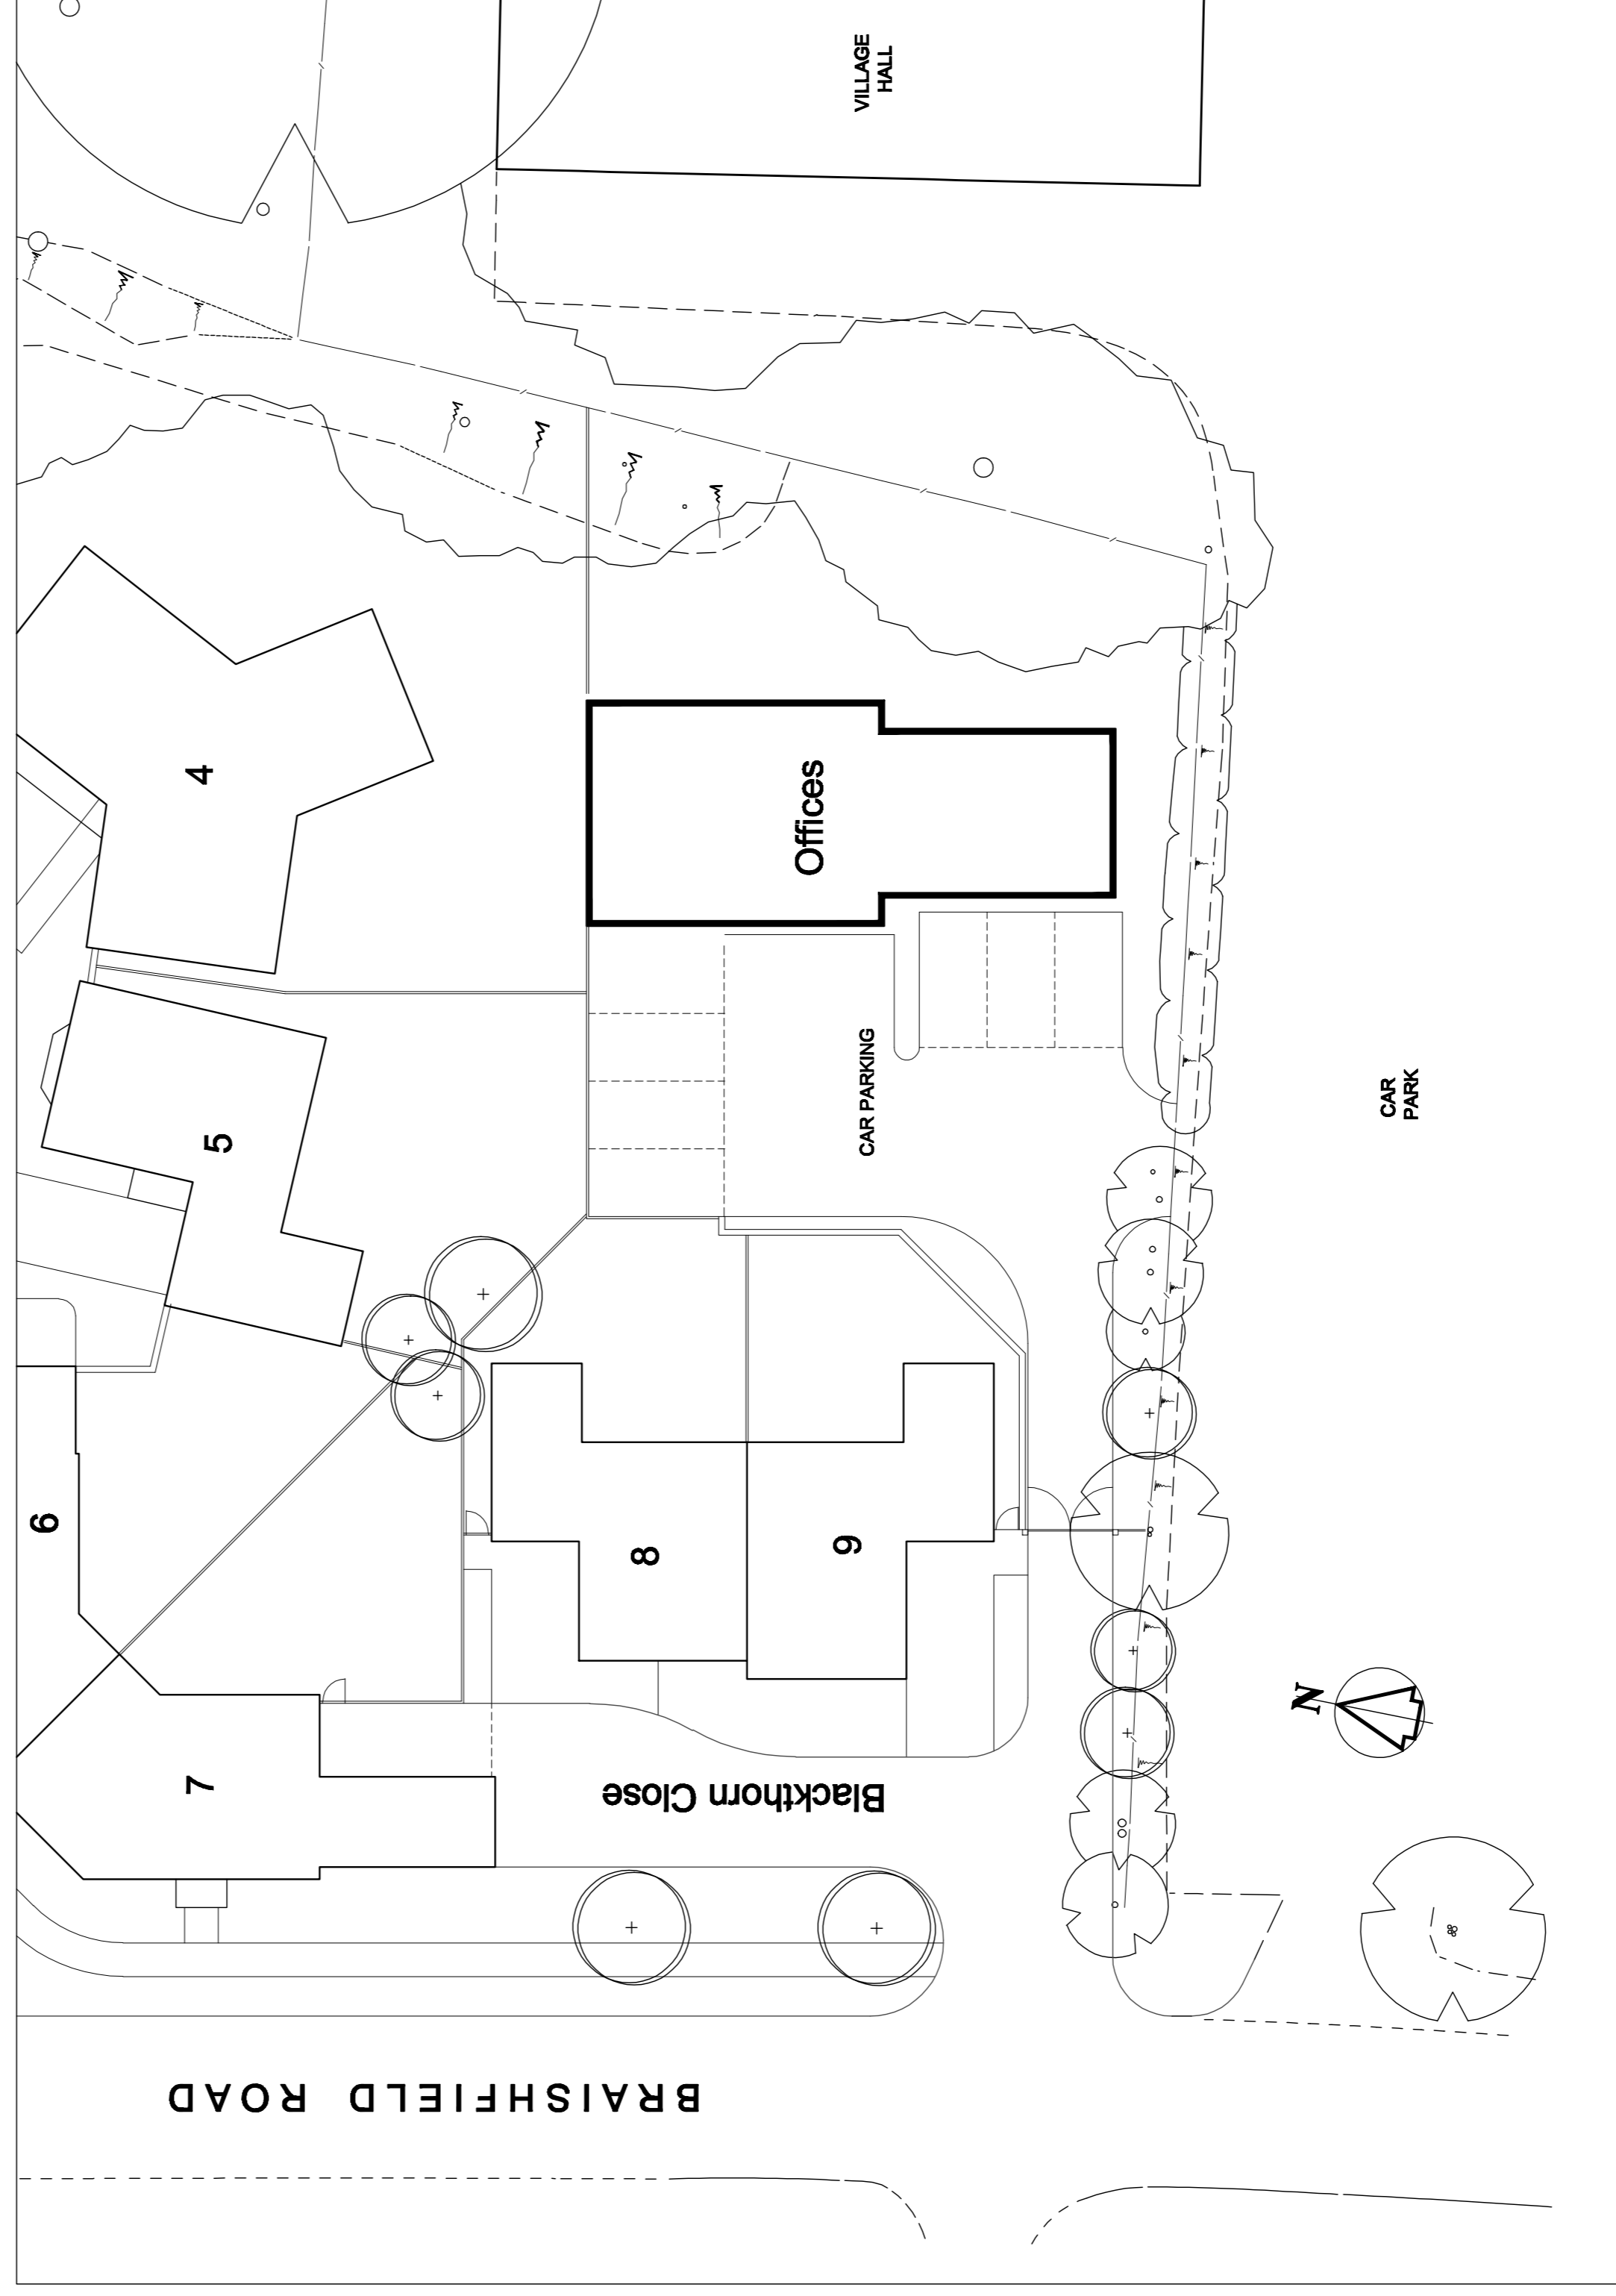 VILLAGE
HALL
4
Offices
5
CAR PARKING
CAR
PARK
6
8
9
N
7
Blackthorn Close
BRAISHFIELD ROAD